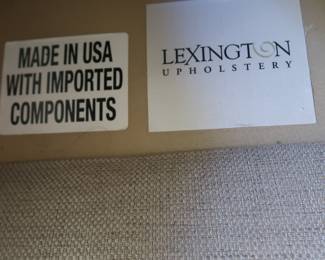 MADE IN USA
WITH IMPORTED
COMPONENTS
LEXINGTON
UPHOLSTERY